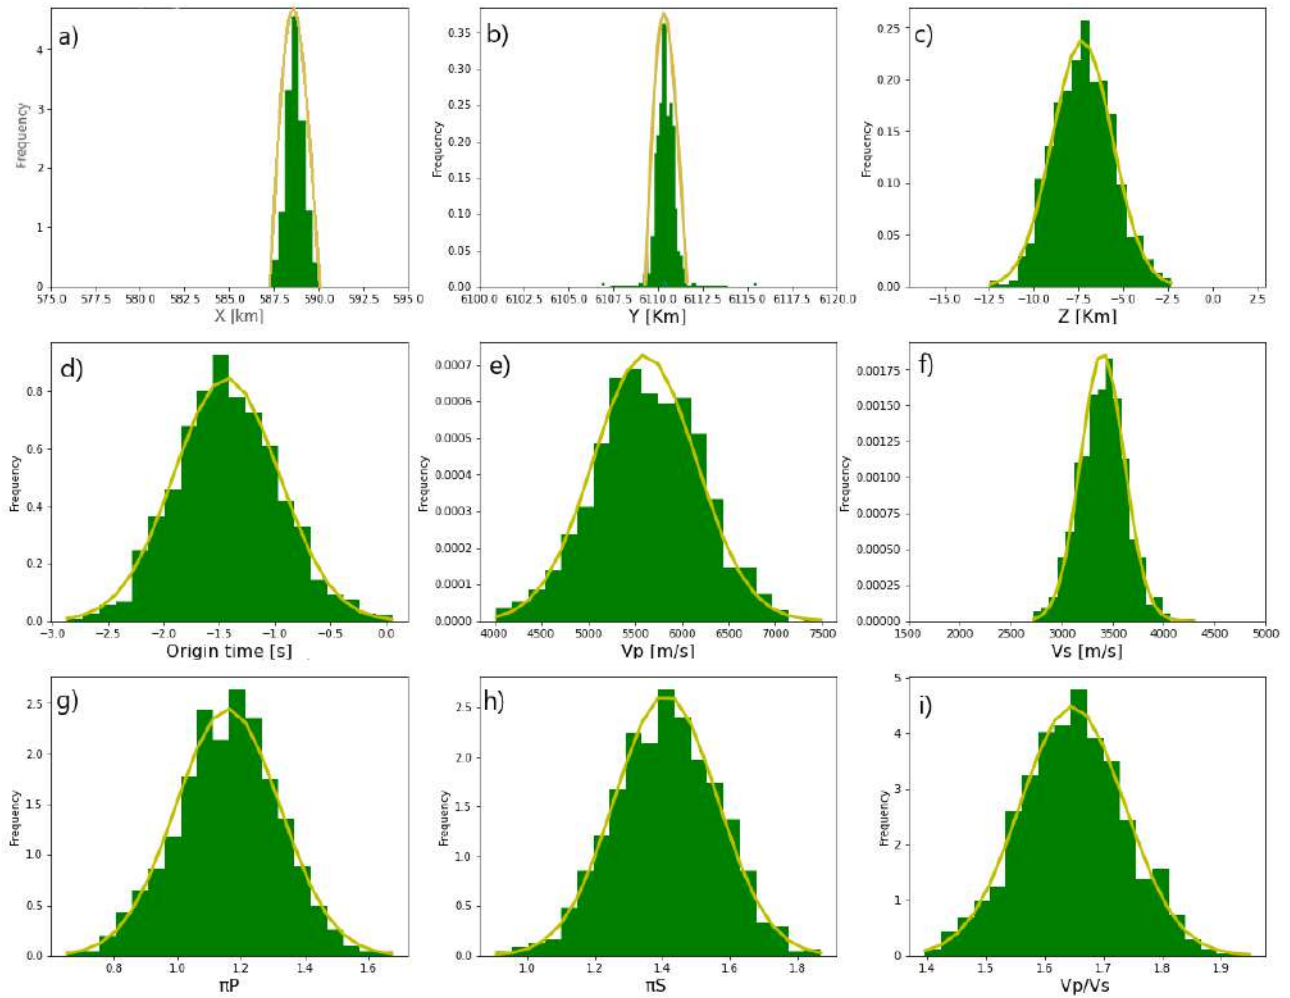 a)
Frequency
4
3
2
1
0
575.0 577.5 580.0 582.5 585.0 587.5 590.0 592.5 595.0
X [km]
b)
Frequency
0.35
0.30
0.25
0.20
0.15
0.10
0.05
0.00
6100.0 6102.5 6105.0 6107.5 6110.0 6112.5 6115.0 6117.5 6120.0
Y [Km]
c)
Frequency
0.25
0.20
0.15
0.10
0.05
0.00
−15.0 −12.5 −10.0 −7.5 −5.0 −2.5 0.0 2.5
Z [Km]
d)
Frequency
0.8
0.6
0.4
0.2
0.0
−3.0 −2.5 −2.0 −1.5 −1.0 −0.5 0.0
Origin time [s]
e)
Frequency
0.0007
0.0006
0.0005
0.0004
0.0003
0.0002
0.0001
0.0000
4000 4500 5000 5500 6000 6500 7000 7500
Vp [m/s]
f)
Frequency
0.00175
0.00150
0.00125
0.00100
0.00075
0.00050
0.00025
0.00000
1500 2000 2500 3000 3500 4000 4500 5000
Vs [m/s]
g)
Frequency
2.5
2.0
1.5
1.0
0.5
0.0
0.8 1.0 1.2 1.4 1.6
πP
h)
Frequency
2.5
2.0
1.5
1.0
0.5
0.0
1.0 1.2 1.4 1.6 1.8
πS
i)
Frequency
5
4
3
2
1
0
1.4 1.5 1.6 1.7 1.8 1.9
Vp/Vs